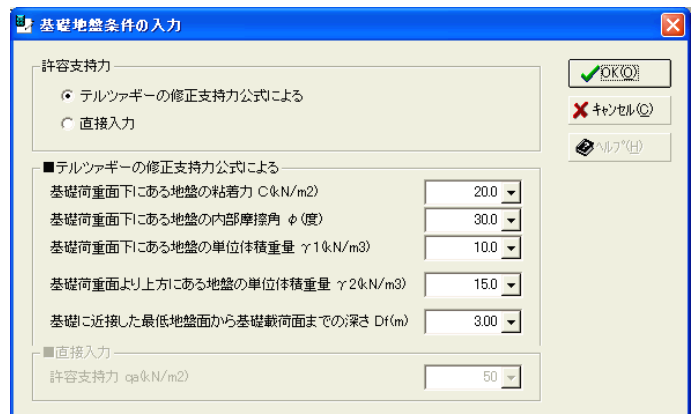 基礎地盤条件の入力
許容支持力
テルツァギーの修正支持力公式による
直接入力
OK(O)
キャンセル(C)
ヘルプ(H)
■テルツァギーの修正支持力公式による
基礎荷重面下にある地盤の粘着力 C(kN/m2) 20.0
基礎荷重面下にある地盤の内部摩擦角 φ(度) 30.0
基礎荷重面下にある地盤の単位体積重量 γ1(kN/m3) 10.0
基礎荷重面より上方にある地盤の単位体積重量 γ2(kN/m3) 15.0
基礎に近接した最低地盤面から基礎載荷面までの深さ Df(m) 3.00
■直接入力
許容支持力 qa(kN/m2) 50